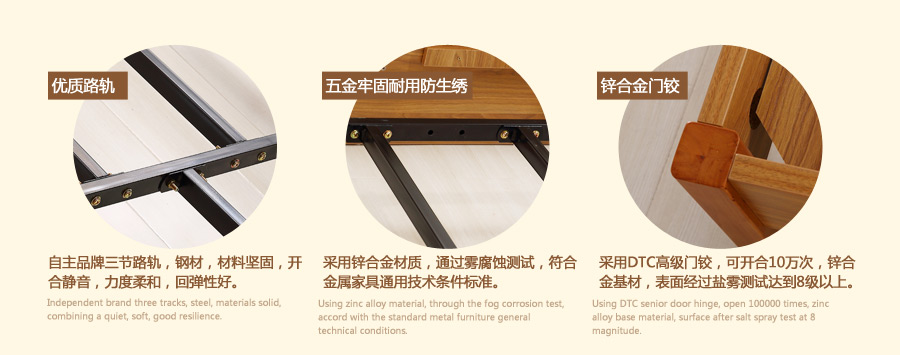 优质路轨
自主品牌三节路轨，钢材，材料坚固，开
合静音，力度柔和，回弹性好。
Independent brand three tracks, steel, materials solid,
combining a quiet, soft, good resilience.
五金牢固耐用防生绣
采用锌合金材质，通过雾腐蚀测试，符合
金属家具通用技术条件标准。
Using zinc alloy material, through the fog corrosion test,
accord with the standard metal furniture general
technical conditions.
锌合金门铰
采用DTC高级门铰，可开合10万次，锌合
金基材，表面经过盐雾测试达到8级以上。
Using DTC senior door hinge, open 100000 times, zinc
alloy base material, surface after salt spray test at 8
magnitude.